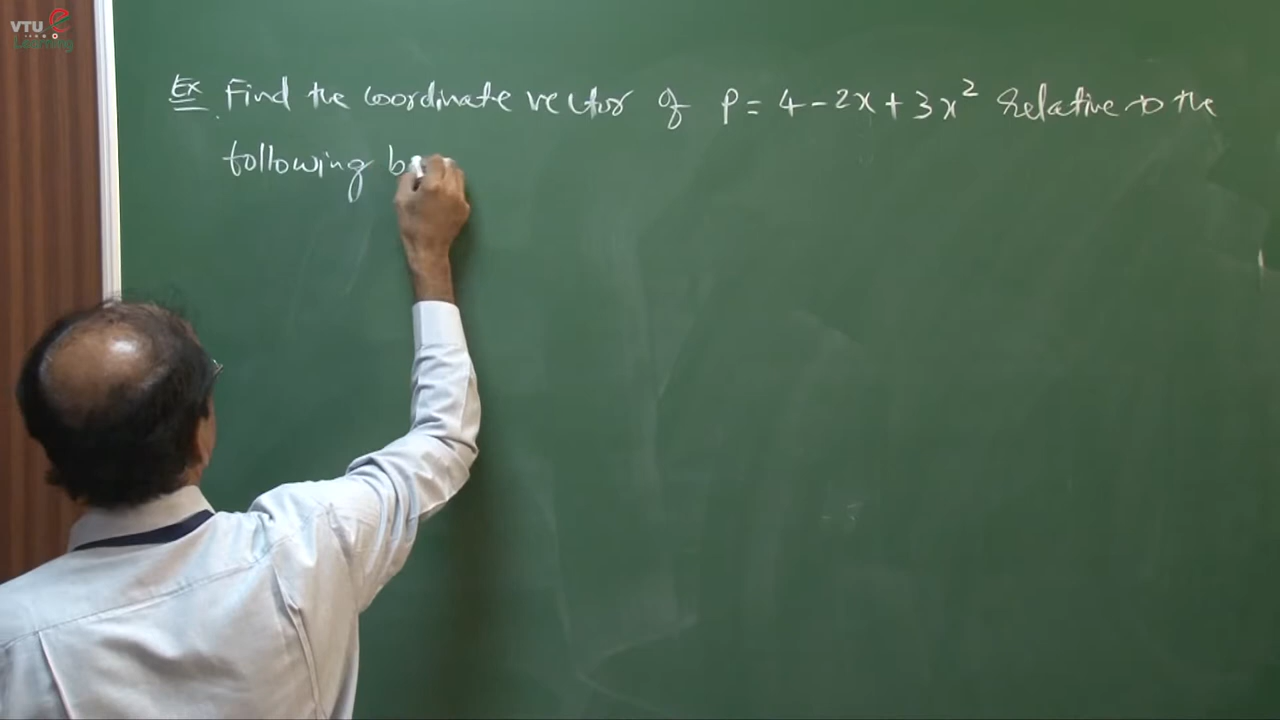 VTU e
Learning
Ex. Find the coordinate vector of P = 4 - 2x + 3x² relative to the
following